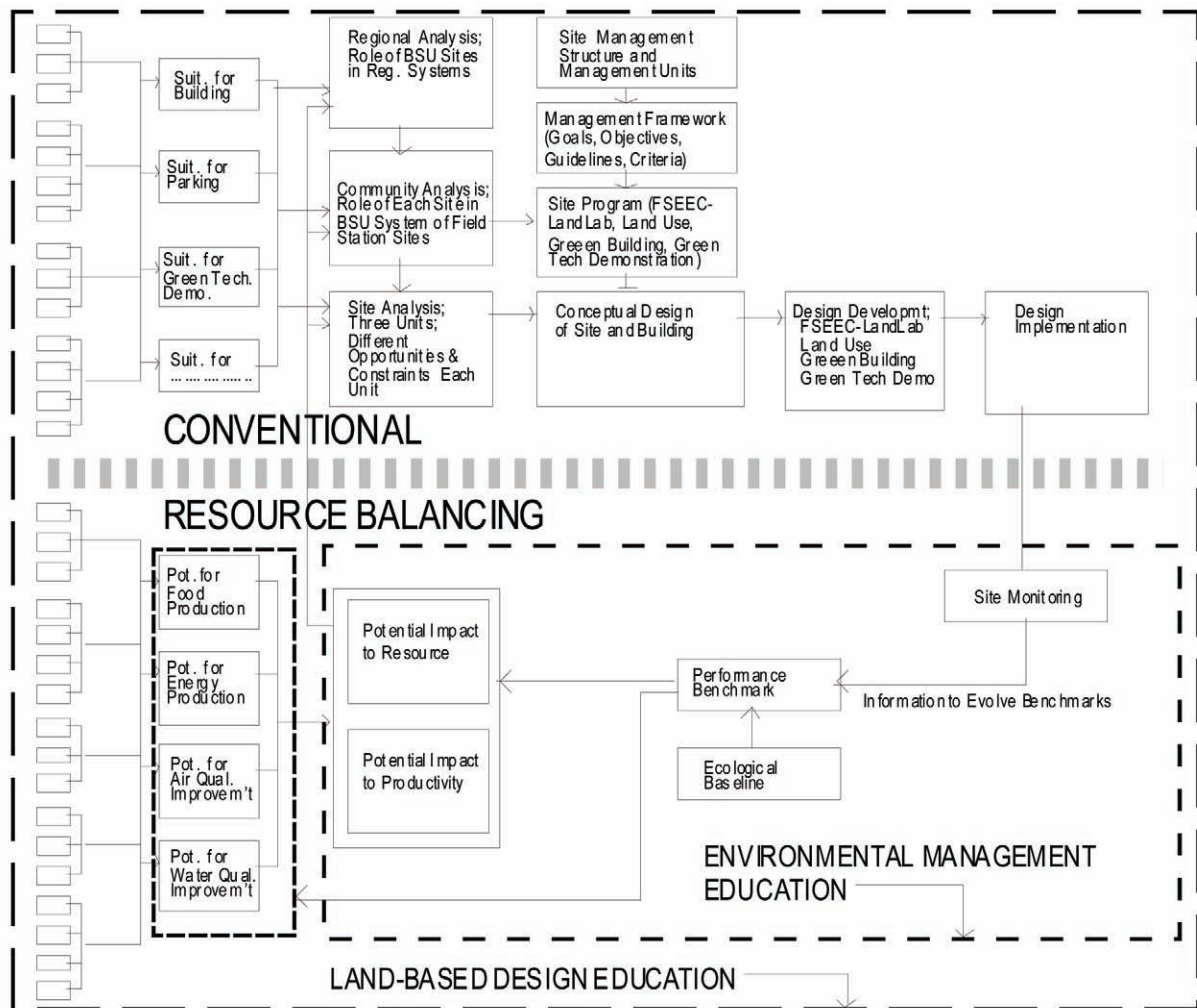 Suit. for
Building
Suit. for
Parking
Suit. for
Green Tech.
Demo.
Suit. for
... .... .... ..... ..
Regional Analysis;
Role of BSU Sites
in Reg. Systems
Community Analysis;
Role of Each Site in
BSU System of Field
Station Sites
Site Analysis;
Three Units;
Different
Opportunities &
Constraints Each
Unit
Site Management
Structure and
Management Units
Management Framework
(Goals, Objectives,
Guidelines, Criteria)
Site Program (FSEEC-
LandLab, Land Use,
Greeen Building, Green
Tech Demonstration)
Conceptual Design
of Site and Building
Design Developmt;
FSEEC-LandLab
Land Use
Greeen Building
Green Tech Demo
Design
Implementation
CONVENTIONAL
RESOURCE BALANCING
Pot. for
Food
Production
Pot. for
Energy
Production
Pot. for
Air Qual.
Improvem't
Pot. for
Water Qual.
Improvem't
Potential Impact
to Resource
Potential Impact
to Productivity
Performance
Benchmark
Ecological
Baseline
Site Monitoring
Information to Evolve Benchmarks
ENVIRONMENTAL MANAGEMENT
EDUCATION
LAND-BASED DESIGN EDUCATION